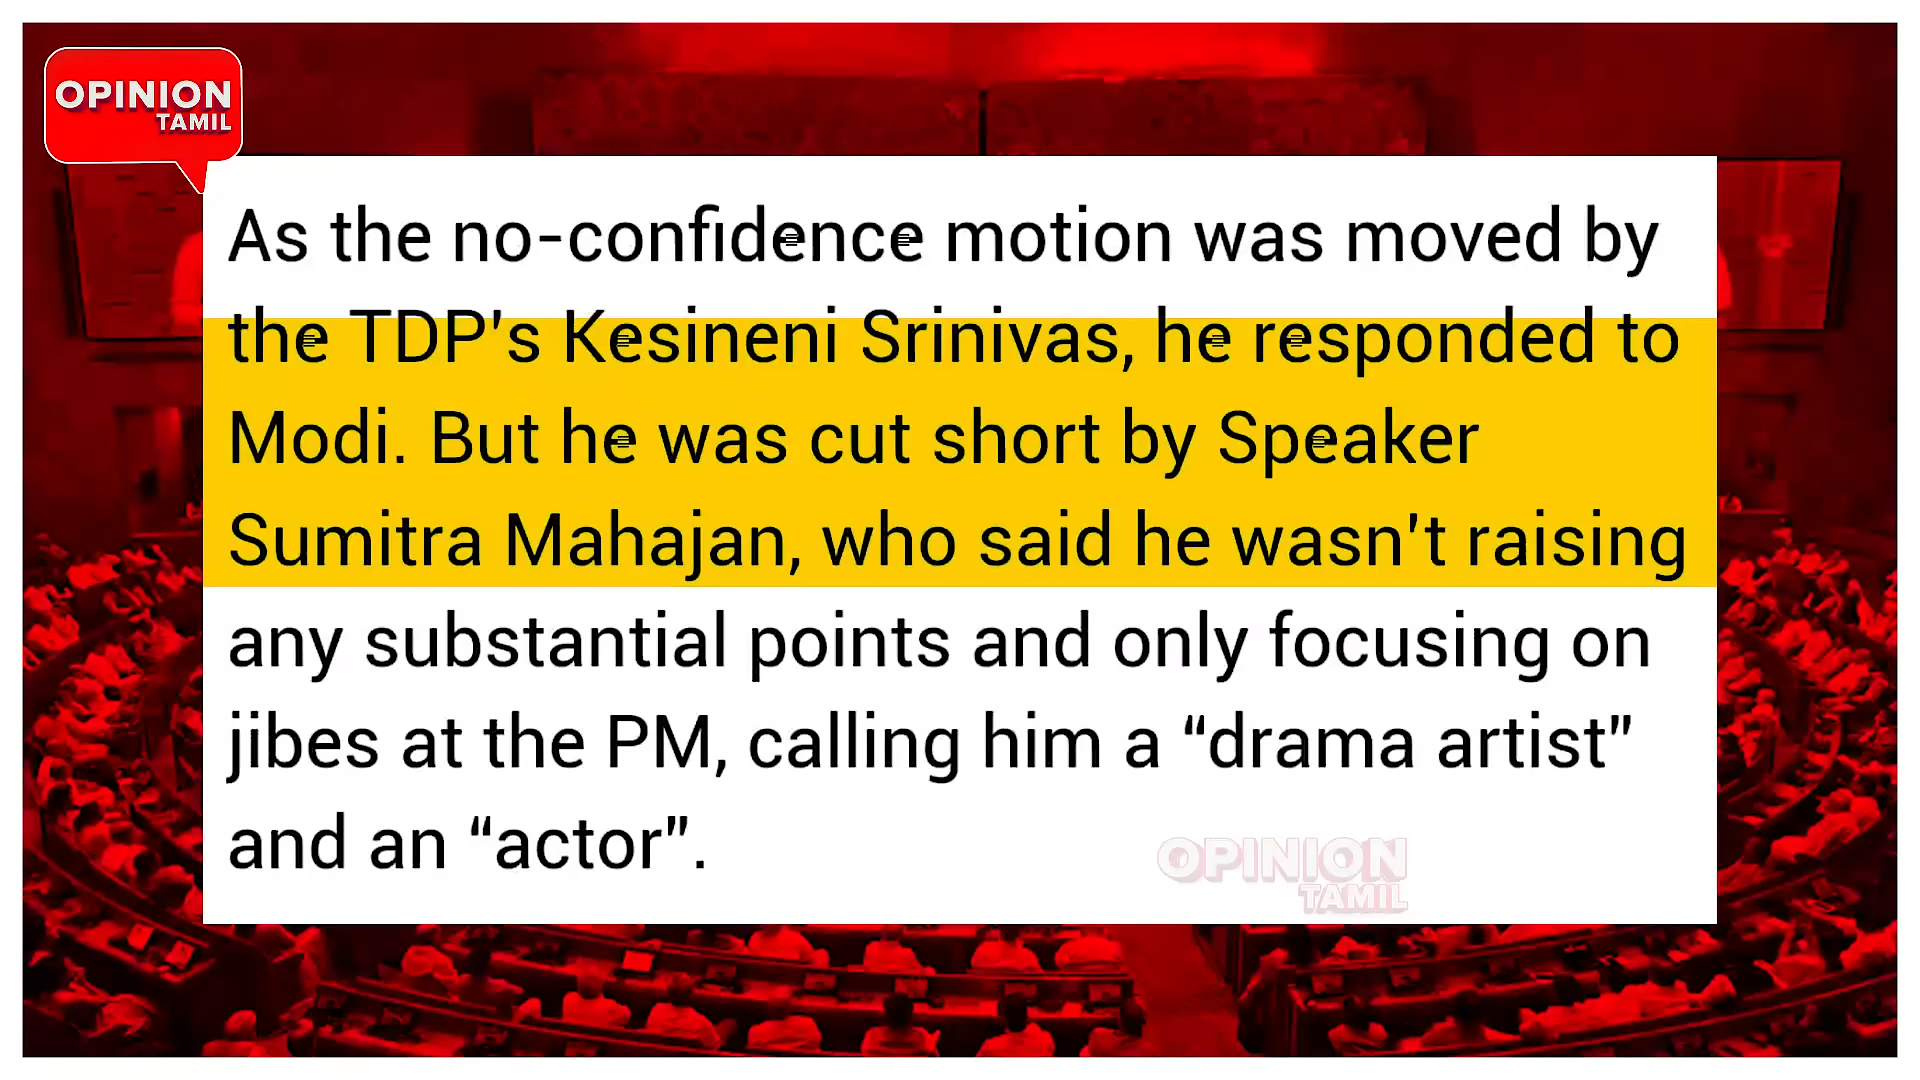 OPINION
TAMIL
As the no-confidence motion was moved by
the TDP's Kesineni Srinivas, he responded to
Modi. But he was cut short by Speaker
Sumitra Mahajan, who said he wasn't raising
any substantial points and only focusing on
jibes at the PM, calling him a “drama artist”
and an “actor”.
OPINION
TAMIL